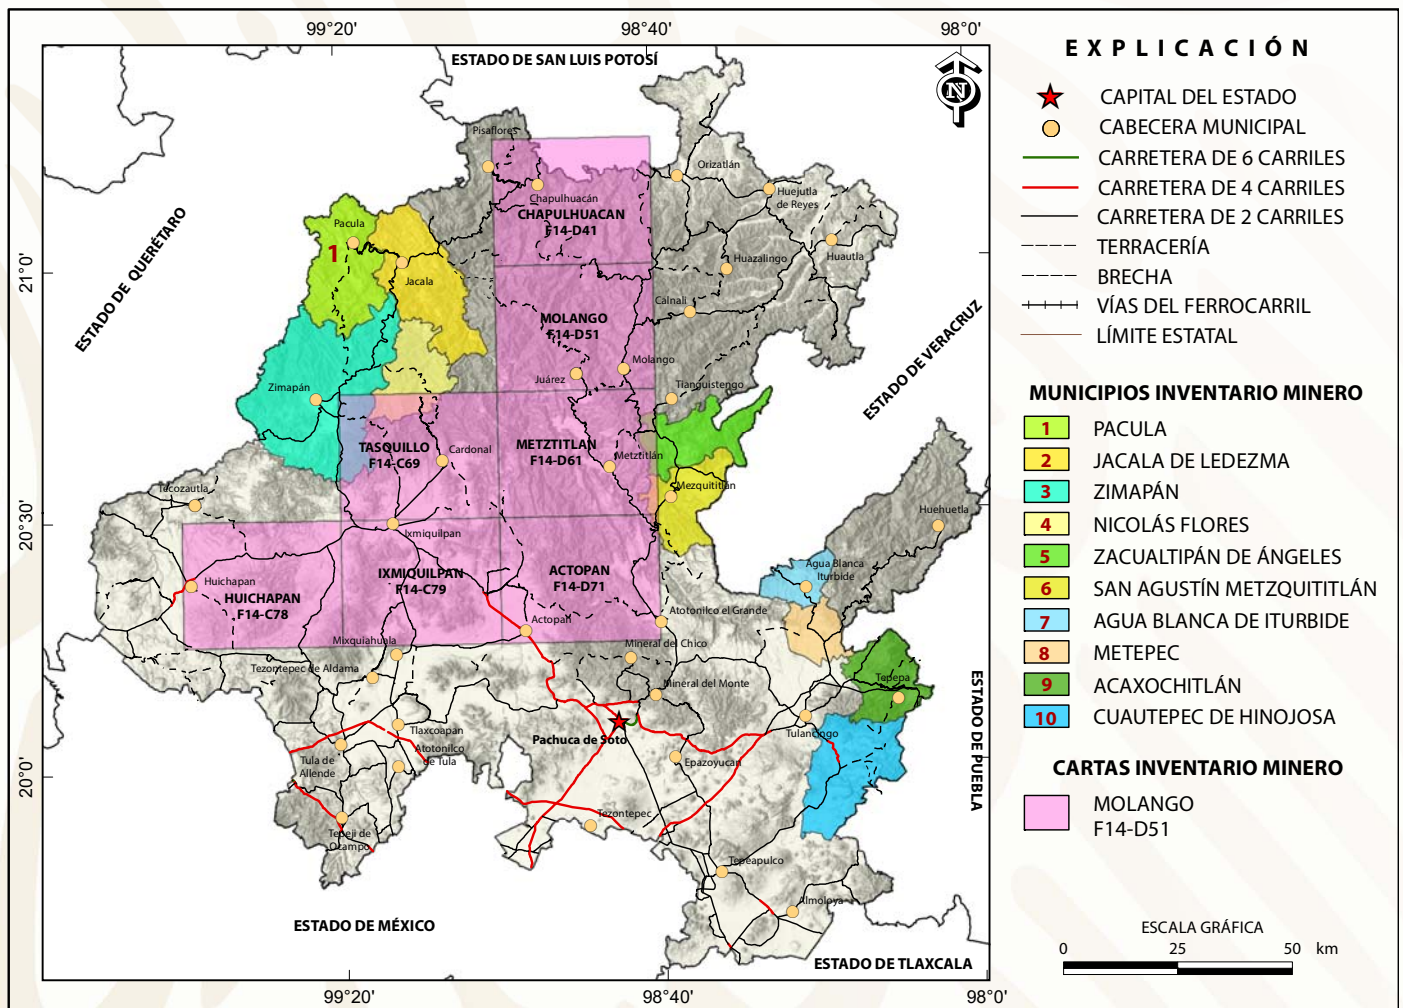 99°20'
98°40'
98°0'
ESTADO DE SAN LUIS POTOSÍ
N
Pisaflores
Orizatlán
Chapulhuacán
CHAPULHUACAN
F14-D41
Huejutla
de Reyes
Pacula
1
ESTADO DE QUERÉTARO
Huautla
Huazalingo
21°0'
Jacala
Calnali
MOLANGO
F14-D51
ESTADO DE VERACRUZ
Molango
Juárez
Tianguistengo
Zimapán
TASQUILLO
F14-C69
Cardonal
METZTITLAN
F14-D61
Metztitlán
Mezquititlán
Tecozautla
20°30'
Ixmiquilpan
Huehuetla
Huichapan
HUICHAPAN
F14-C78
IXMIQUILPAN
F14-C79
ACTOPAN
F14-D71
Agua Blanca
Iturbide
Actopan
Atotonilco el Grande
Mixquiahuala
Mineral del Chico
Tezontepec de Aldama
Mineral del Monte
Tepepa
ESTADO DE PUEBLA
Tlaxcoapan
Pachuca de Soto
Tulancingo
Atotonilco
de Tula
Tula de
Allende
Epazoyucan
20°0'
Tezontepec
Tepeji de
Ocampo
Tepeapulco
Almoloya
ESTADO DE MÉXICO
ESTADO DE TLAXCALA
99°20'
98°40'
98°0'
EXPLICACIÓN
CAPITAL DEL ESTADO
CABECERA MUNICIPAL
CARRETERA DE 6 CARRILES
CARRETERA DE 4 CARRILES
CARRETERA DE 2 CARRILES
TERRACERÍA
BRECHA
VÍAS DEL FERROCARRIL
LÍMITE ESTATAL
MUNICIPIOS INVENTARIO MINERO
1 PACULA
2 JACALA DE LEDEZMA
3 ZIMAPÁN
4 NICOLÁS FLORES
5 ZACUALTIPÁN DE ÁNGELES
6 SAN AGUSTÍN METZQUITITLÁN
7 AGUA BLANCA DE ITURBIDE
8 METEPEC
9 ACAXOCHITLÁN
10 CUAUTEPEC DE HINOJOSA
CARTAS INVENTARIO MINERO
MOLANGO
F14-D51
ESCALA GRÁFICA
0 25 50 km